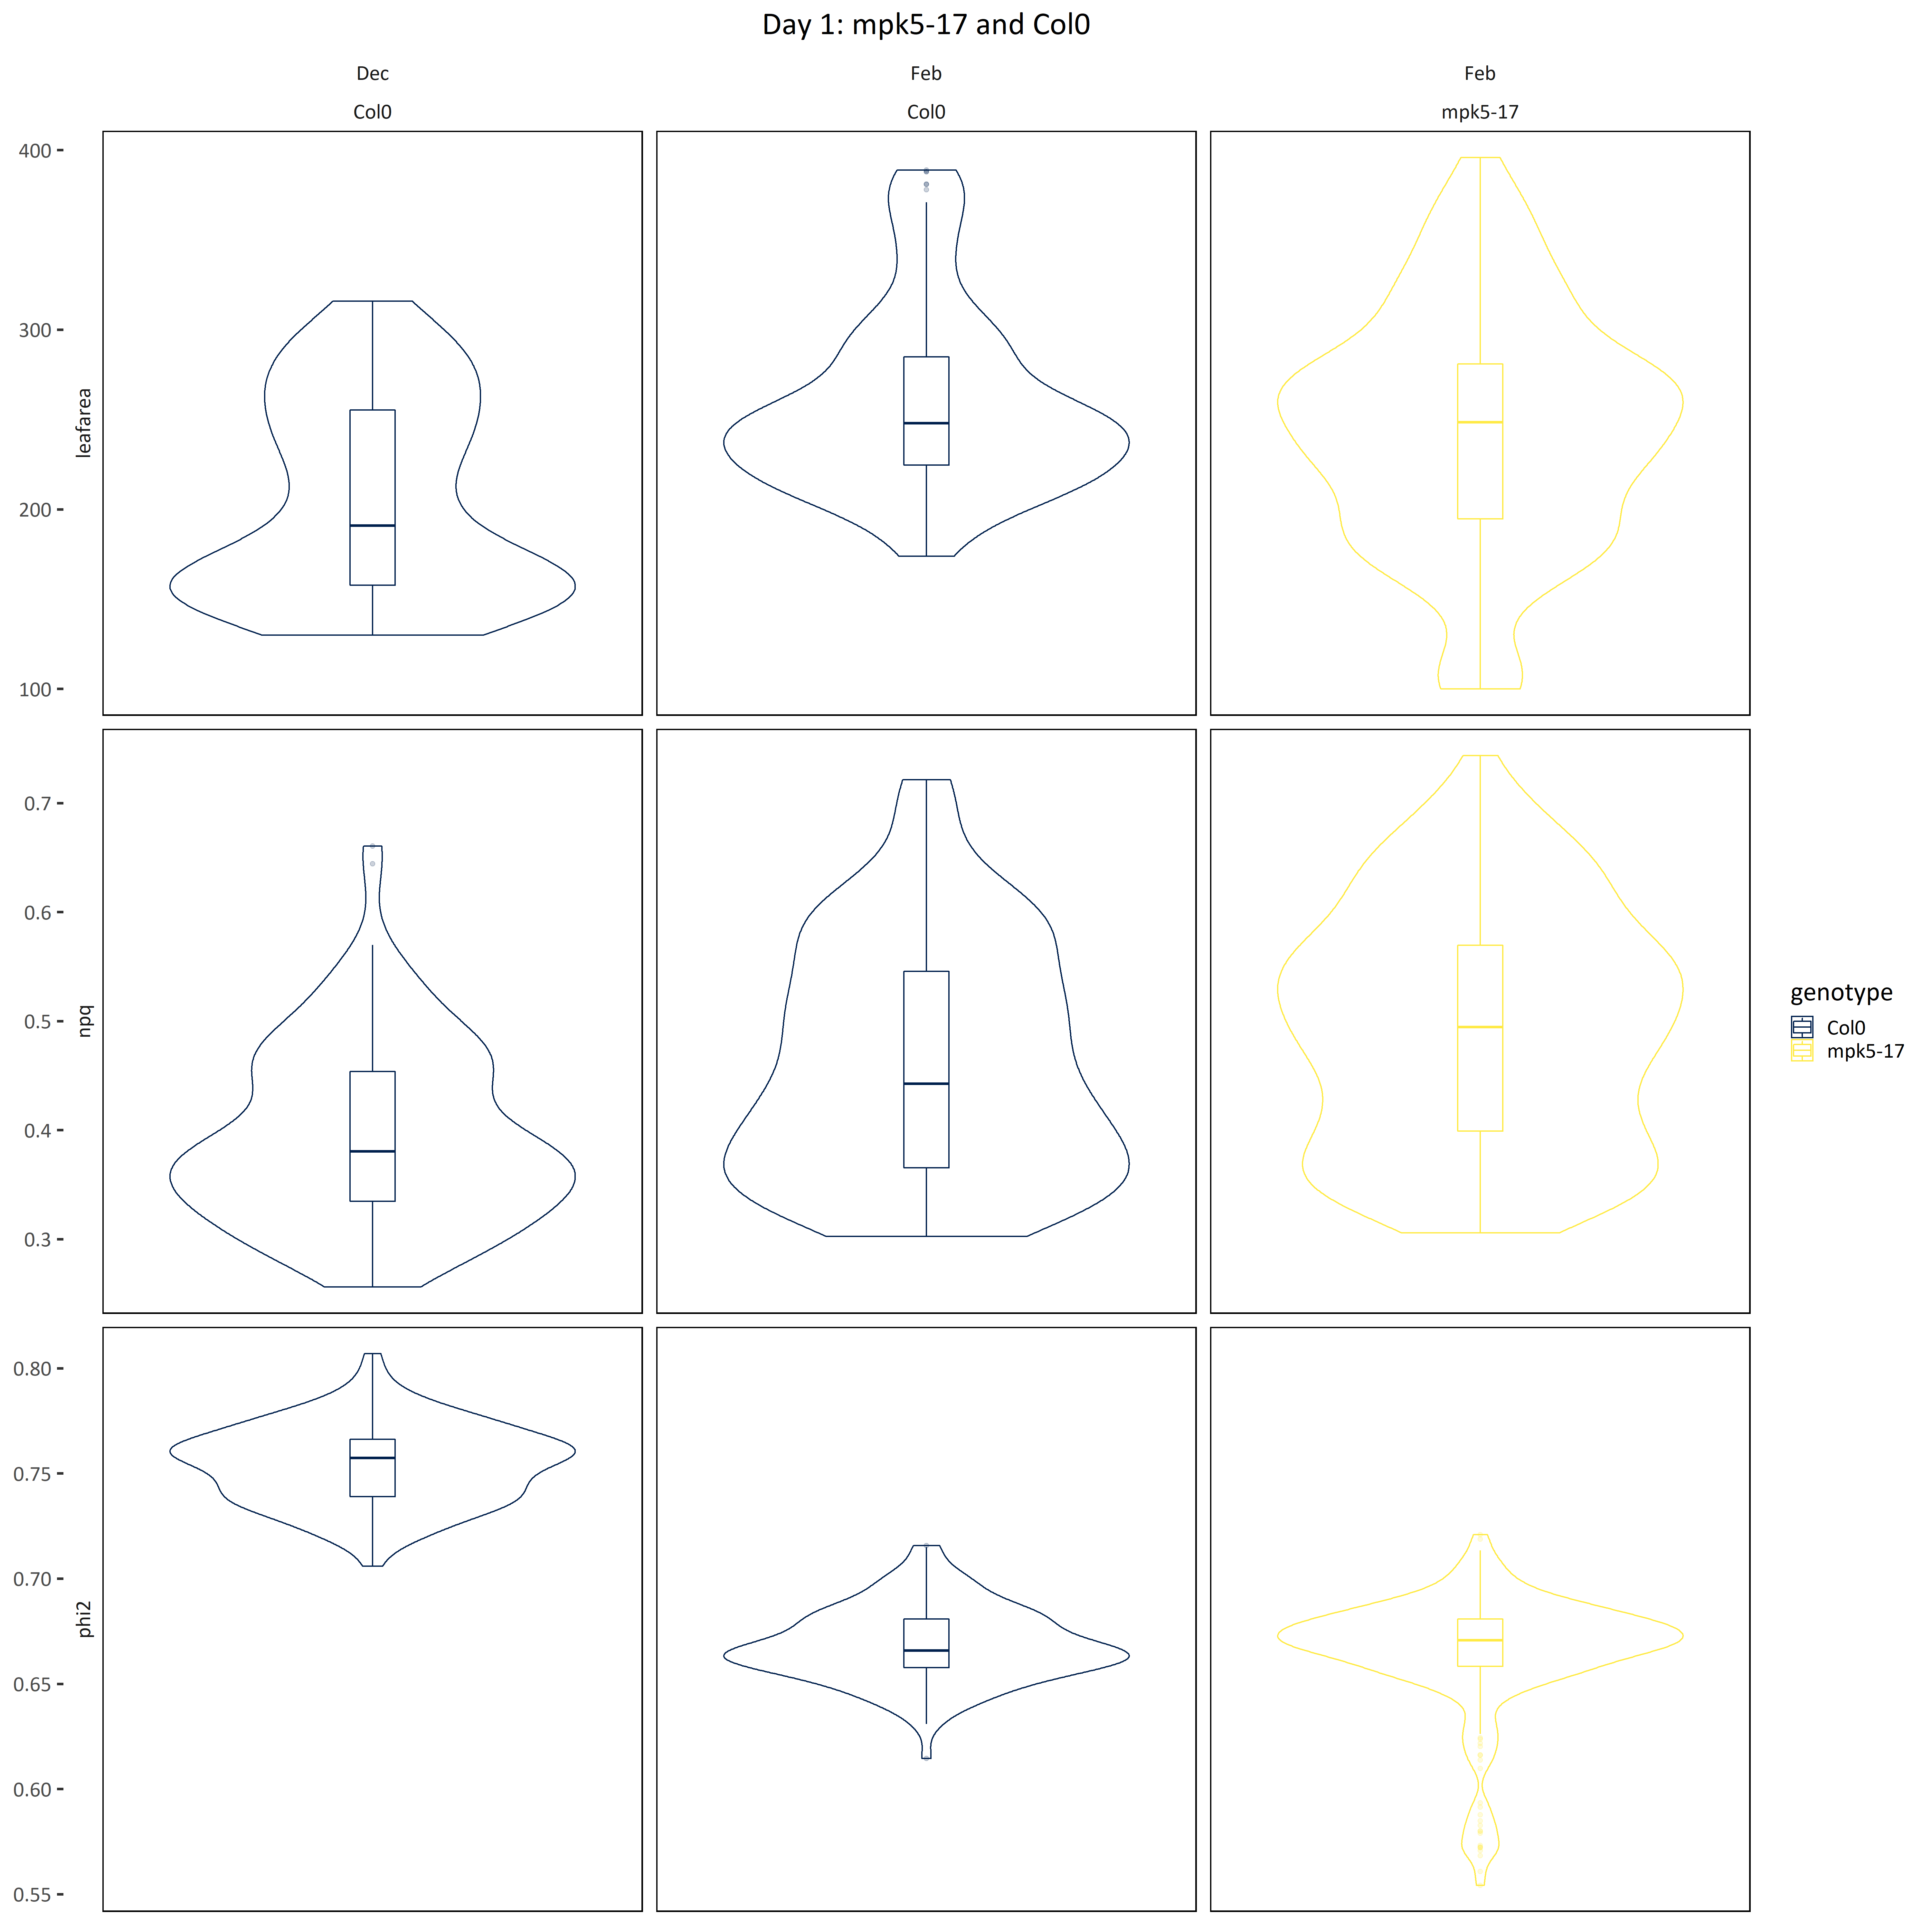 Day 1: mpk5-17 and Col0
Dec
Feb
Feb
Col0
Col0
mpk5-17
leafarea
400
300
200
100
npq
0.7
0.6
0.5
0.4
0.3
phi2
0.80
0.75
0.70
0.65
0.60
0.55
genotype
Col0
mpk5-17